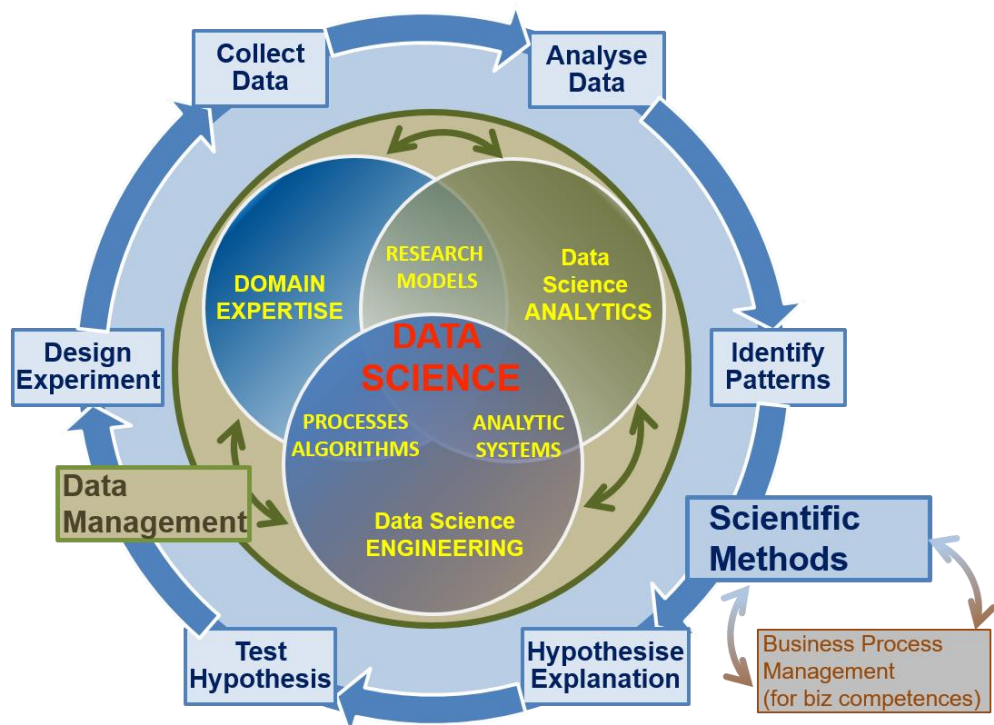 Collect
Data
Analyse
Data
RESEARCH
MODELS
DOMAIN
EXPERTISE
Data
Science
ANALYTICS
DATA
SCIENCE
Design
Experiment
Identify
Patterns
PROCESSES
ALGORITHMS
ANALYTIC
SYSTEMS
Data
Management
Data Science
ENGINEERING
Scientific
Methods
Test
Hypothesis
Hypothesise
Explanation
Business Process
Management
(for biz competences)